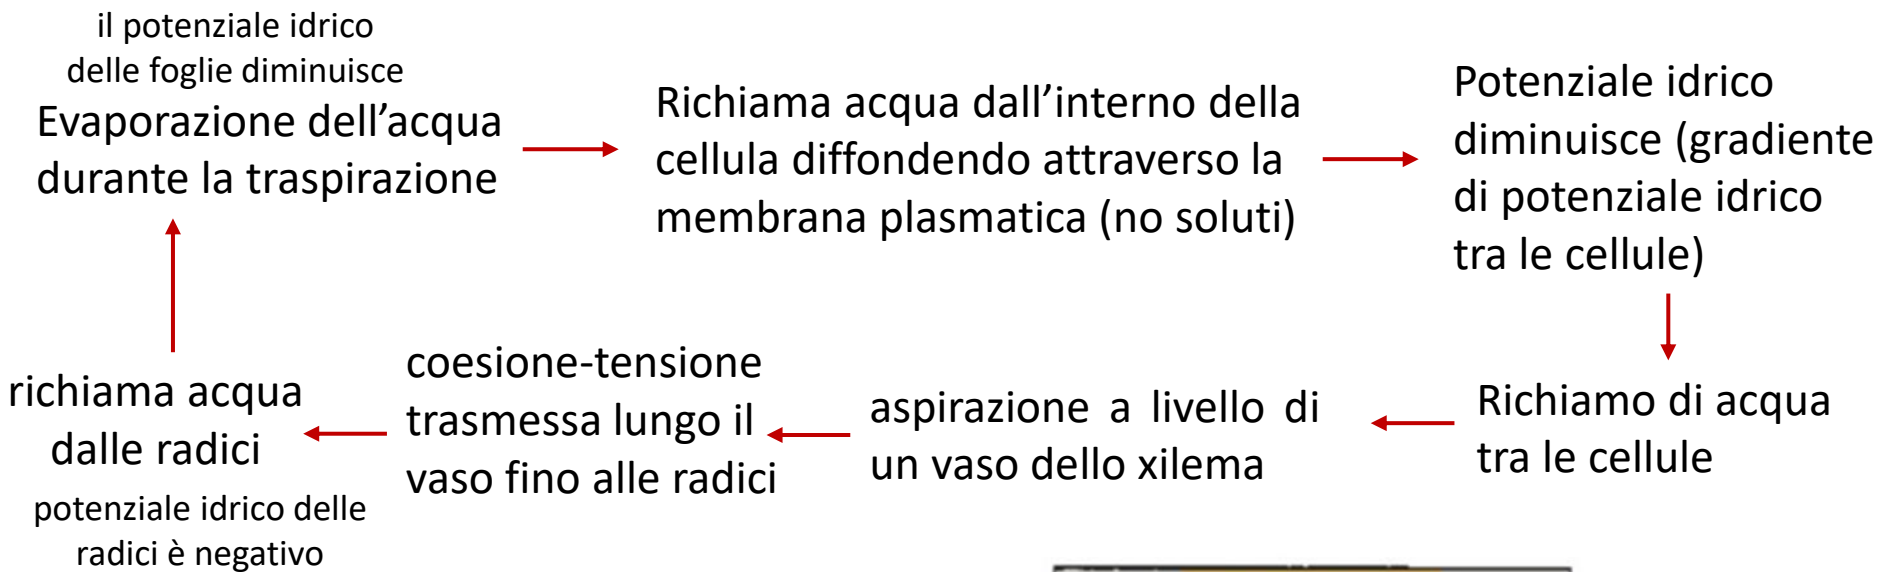 il potenziale idrico
delle foglie diminuisce
Evaporazione dell’acqua
durante la traspirazione
Richiama acqua dall’interno della
cellula diffondendo attraverso la
membrana plasmatica (no soluti)
Potenziale idrico
diminuisce (gradiente
di potenziale idrico
tra le cellule)
Richiamo di acqua
tra le cellule
aspirazione a livello di
un vaso dello xilema
coesione-tensione
trasmessa lungo il
vaso fino alle radici
richiama acqua
dalle radici
potenziale idrico delle
radici è negativo